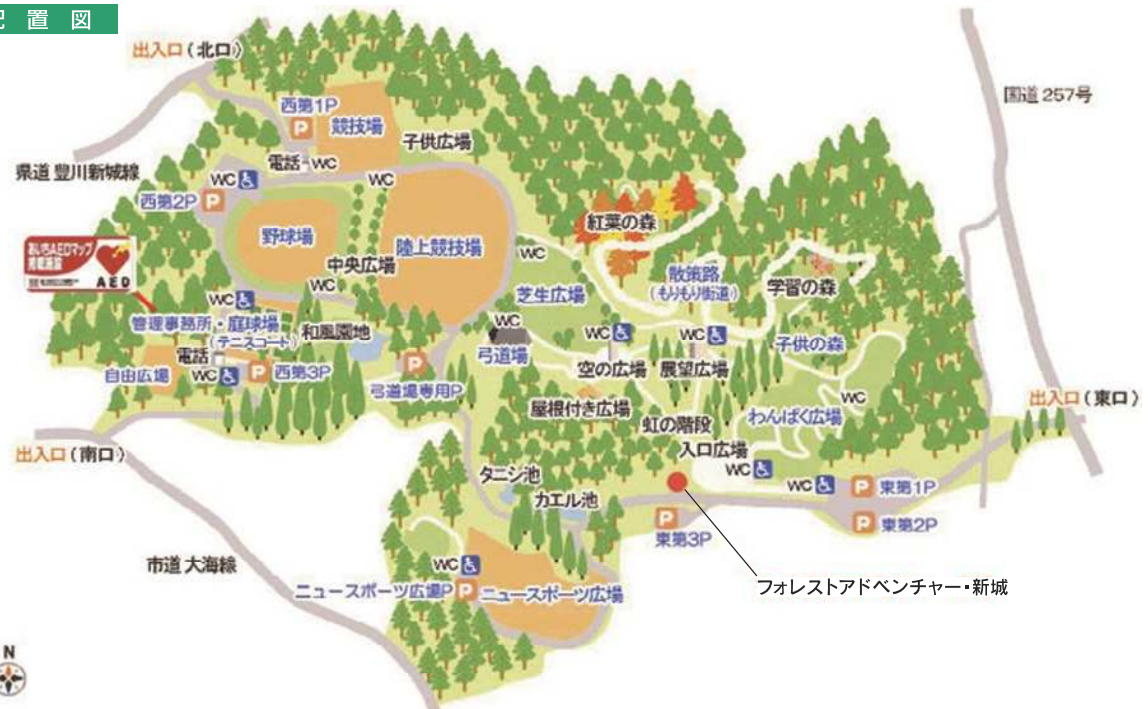 配 置 図
出入口(北口)
国道 257号
西第1P
P
競技場
子供広場
電話 WC
県道 豊川新城線
WC
WC
西第2P
P
紅葉の森
野球場
陸上競技場
あいちAEDマップ
AED
中央広場
WC
散策路
(もりもり街道)
学習の森
WC
芝生広場
WC
管理事務所・庭球場
(テニスコート)
和風園地
WC
WC
WC
弓道場
子供の森
電話
自由広場
WC
P
西第3P
P
弓道場専用P
空の広場
展望広場
屋根付き広場
WC
わんぱく広場
出入口(東口)
虹の階段
出入口(南口)
入口広場
WC
タニシ池
WC
P
東第1P
カエル池
P
東第3P
P
東第2P
市道 大海線
WC
ニュースポーツ広場P
P
ニュースポーツ広場
フォレストアドベンチャー・新城
N